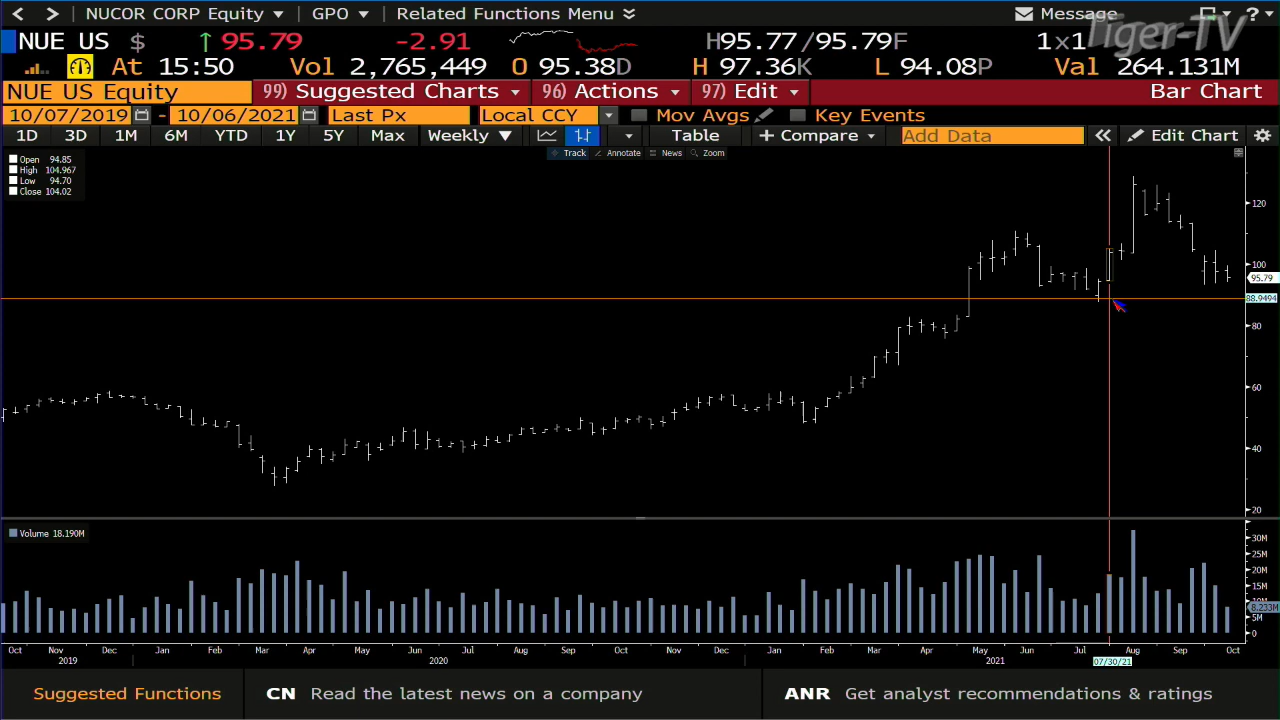 NUCOR CORP Equity GPO Related Functions Menu Message ?
Tiger-TV
NUE US $ ↑ 95.79 -2.91 H95.77/95.79F 1x1
At 15:50 Vol 2,765,449 O 95.38D H 97.36K L 94.08P Val 264.131M
NUE US Equity 99) Suggested Charts 96) Actions 97) Edit Bar Chart
10/07/2019 - 10/06/2021 Last Px Local CCY Mov Avgs Key Events
1D 3D 1M 6M YTD 1Y 5Y Max Weekly ▼ Table + Compare Add Data « Edit Chart
Track Annotate News Zoom
Open 94.85
High 104.967
Low 94.70
Close 104.02
120
100
95.79
88.9494
80
60
40
20
Volume 18.190M
30M
25M
20M
15M
10M
8.233M
5M
0
Oct Nov Dec Jan Feb Mar Apr May Jun Jul Aug Sep Oct Nov Dec Jan Feb Mar Apr May Jun Jul Aug Sep Oct
2019 2020 2021 07/30/21
Suggested Functions CN Read the latest news on a company ANR Get analyst recommendations & ratings